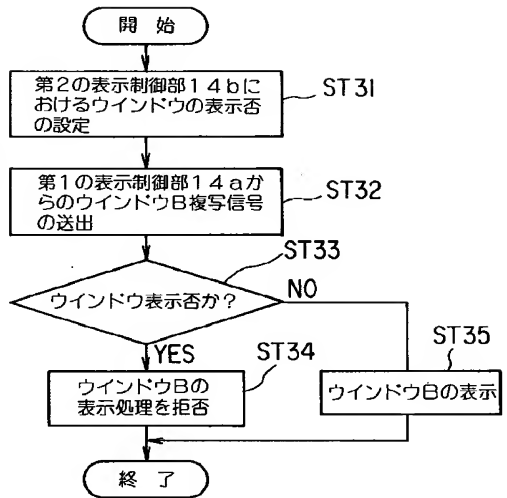 開 始
第2の表示制御部14bに
おけるウインドウの表示否
の設定
ST31
第1の表示制御部14aか
らのウインドウB複写信号
の送出
ST32
ST33
ウインドウ表示否か？
NO
YES
ST34
ST35
ウインドウBの
表示処理を拒否
ウインドウBの表示
終 了